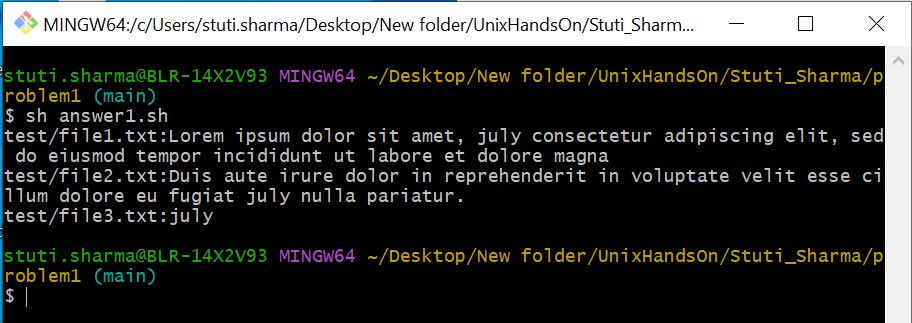 MINGW64:/c/Users/stuti.sharma/Desktop/New folder/UnixHandsOn/Stuti_Sharm...
stuti.sharma@BLR-14X2V93 MINGW64 ~/Desktop/New folder/UnixHandsOn/Stuti_Sharma/p
roblem1 (main)
$ sh answer1.sh
test/file1.txt:Lorem ipsum dolor sit amet, july consectetur adipiscing elit, sed
 do eiusmod tempor incididunt ut labore et dolore magna
test/file2.txt:Duis aute irure dolor in reprehenderit in voluptate velit esse ci
llum dolore eu fugiat july nulla pariatur.
test/file3.txt:july
stuti.sharma@BLR-14X2V93 MINGW64 ~/Desktop/New folder/UnixHandsOn/Stuti_Sharma/p
roblem1 (main)
$